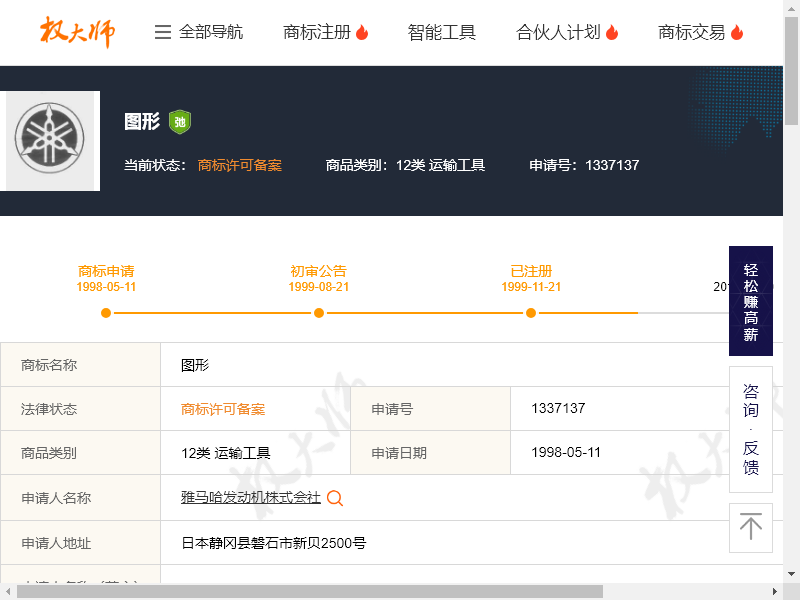 权大师 全部导航 商标注册 智能工具 合伙人计划 商标交易
图形 驰
当前状态： 商标许可备案 商品类别：12类 运输工具 申请号：1337137
商标申请 初审公告 已注册
1998-05-11 1999-08-21 1999-11-21
轻松赚高薪
商标名称 图形
法律状态 商标许可备案 申请号 1337137
商品类别 12类 运输工具 申请日期 1998-05-11
咨询·反馈
申请人名称 雅马哈发动机株式会社
申请人地址 日本静冈县磐石市新贝2500号